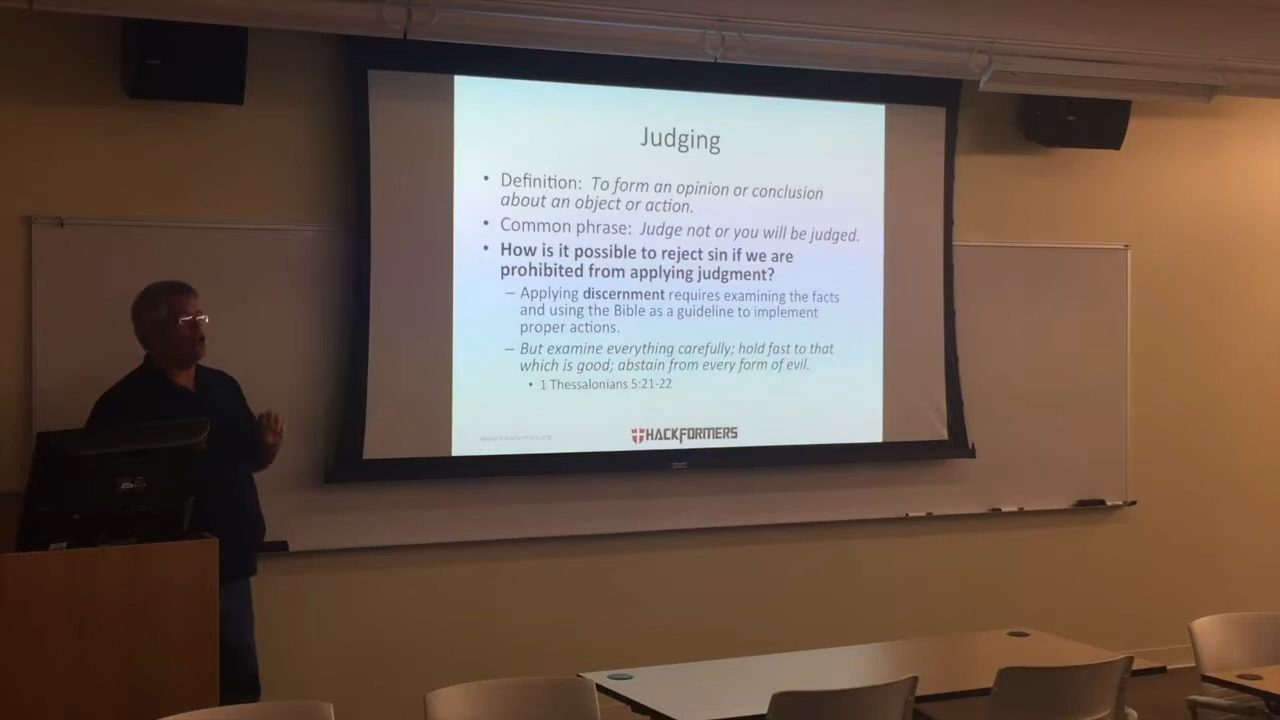 Judging
• Definition: To form an opinion or conclusion
about an object or action.
• Common phrase: Judge not or you will be judged.
• How is it possible to reject sin if we are
prohibited from applying judgment?
– Applying discernment requires examining the facts
and using the Bible as a guideline to implement
proper actions.
– But examine everything carefully; hold fast to that
which is good; abstain from every form of evil.
• 1 Thessalonians 5:21-22
www.hackformers.org
HACKFORMERS